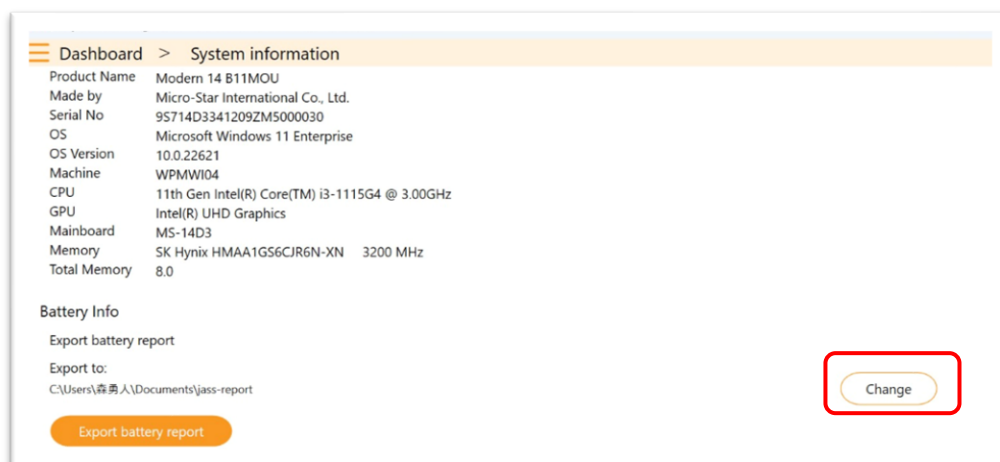 Dashboard > System information
Product Name Modern 14 B11MOU
Made by Micro-Star International Co., Ltd.
Serial No 9S714D3341209ZM5000030
OS Microsoft Windows 11 Enterprise
OS Version 10.0.22621
Machine WPMWI04
CPU 11th Gen Intel(R) Core(TM) i3-1115G4 @ 3.00GHz
GPU Intel(R) UHD Graphics
Mainboard MS-14D3
Memory SK Hynix HMAA1GS6CJR6N-XN 3200 MHz
Total Memory 8.0
Battery Info
Export battery report
Export to:
C:\Users\森勇人\Documents\jass-report
Change
Export battery report